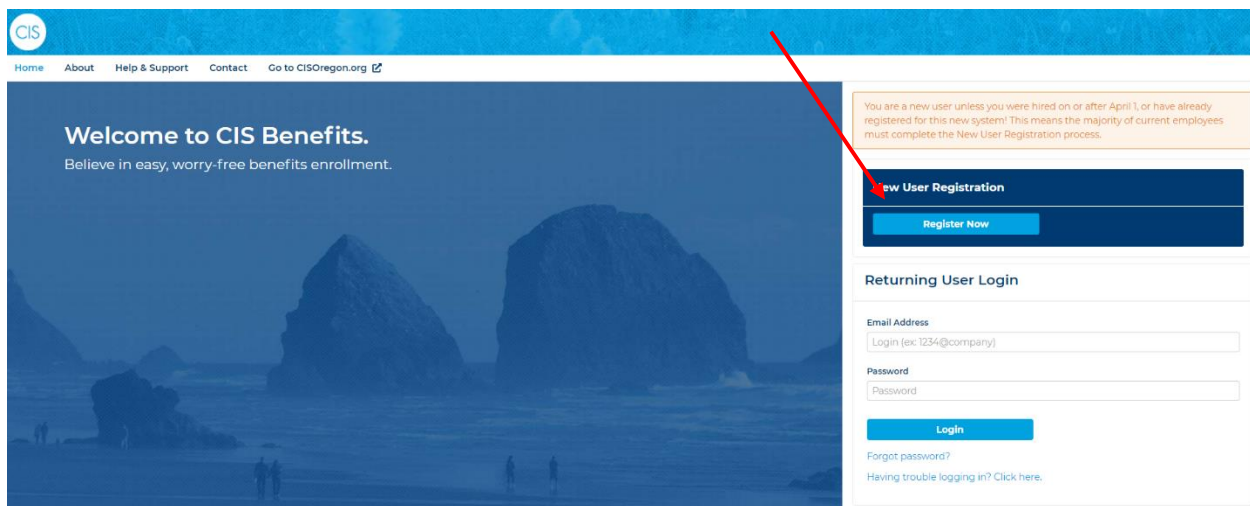 CIS
Home About Help & Support Contact Go to CISOregon.org
Welcome to CIS Benefits.
Believe in easy, worry-free benefits enrollment.
You are a new user unless you were hired on or after April 1, or have already
registered for this new system! This means the majority of current employees
must complete the New User Registration process.
New User Registration
Register Now
Returning User Login
Email Address
Login (ex: 1234@company)
Password
Password
Login
Forgot password?
Having trouble logging in? Click here.